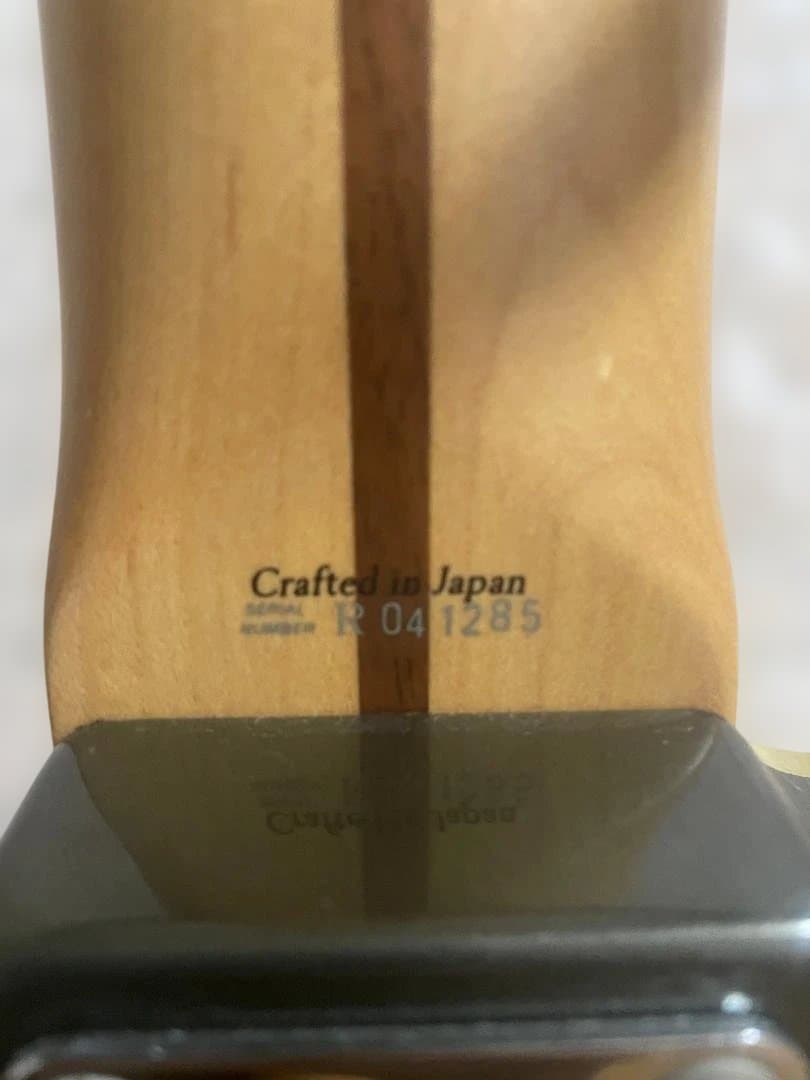 Crafted in Japan
SERIAL
NUMBER R 041285